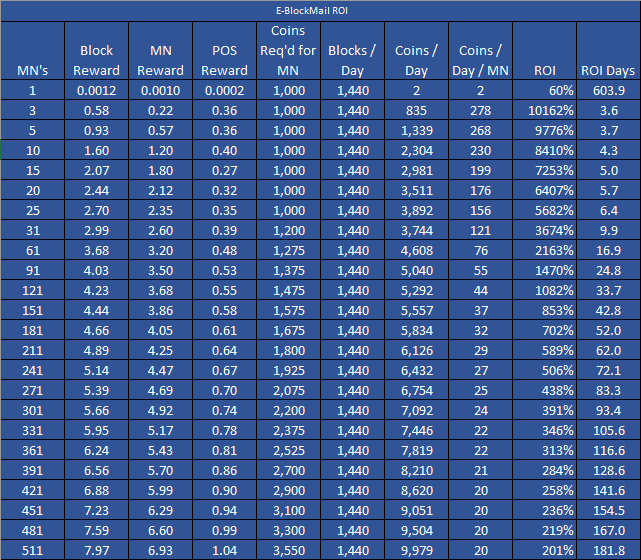 E-BlockMail ROI
MN's Block Reward MN Reward POS Reward Coins Req'd for MN Blocks / Day Coins / Day Coins / Day / MN ROI ROI Days
1 0.0012 0.0010 0.0002 1,000 1,440 2 2 60% 603.9
3 0.58 0.22 0.36 1,000 1,440 835 278 10162% 3.6
5 0.93 0.57 0.36 1,000 1,440 1,339 268 9776% 3.7
10 1.60 1.20 0.40 1,000 1,440 2,304 230 8410% 4.3
15 2.07 1.80 0.27 1,000 1,440 2,981 199 7253% 5.0
20 2.44 2.12 0.32 1,000 1,440 3,511 176 6407% 5.7
25 2.70 2.35 0.35 1,000 1,440 3,892 156 5682% 6.4
31 2.99 2.60 0.39 1,200 1,440 3,744 121 3674% 9.9
61 3.68 3.20 0.48 1,275 1,440 4,608 76 2163% 16.9
91 4.03 3.50 0.53 1,375 1,440 5,040 55 1470% 24.8
121 4.23 3.68 0.55 1,475 1,440 5,292 44 1082% 33.7
151 4.44 3.86 0.58 1,575 1,440 5,557 37 853% 42.8
181 4.66 4.05 0.61 1,675 1,440 5,834 32 702% 52.0
211 4.89 4.25 0.64 1,800 1,440 6,126 29 589% 62.0
241 5.14 4.47 0.67 1,925 1,440 6,432 27 506% 72.1
271 5.39 4.69 0.70 2,075 1,440 6,754 25 438% 83.3
301 5.66 4.92 0.74 2,200 1,440 7,092 24 391% 93.4
331 5.95 5.17 0.78 2,375 1,440 7,446 22 346% 105.6
361 6.24 5.43 0.81 2,525 1,440 7,819 22 313% 116.6
391 6.56 5.70 0.86 2,700 1,440 8,210 21 284% 128.6
421 6.88 5.99 0.90 2,900 1,440 8,620 20 258% 141.6
451 7.23 6.29 0.94 3,100 1,440 9,051 20 236% 154.5
481 7.59 6.60 0.99 3,300 1,440 9,504 20 219% 167.0
511 7.97 6.93 1.04 3,550 1,440 9,979 20 201% 181.8